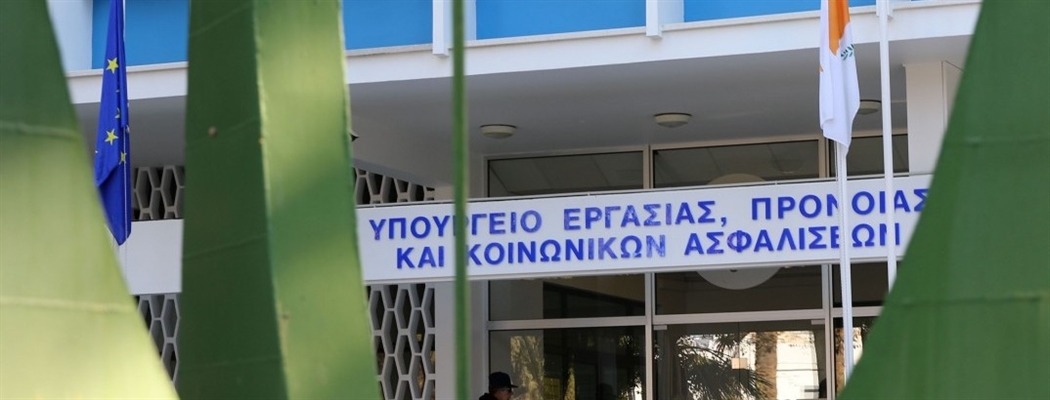 ΥΠΟΥΡΓΕΙΟ ΕΡΓΑΣΙΑΣ, ΠΡΟΝΟΙΑΣ
ΚΑΙ ΚΟΙΝΩΝΙΚΩΝ ΑΣΦΑΛΙΣΕΩΝ